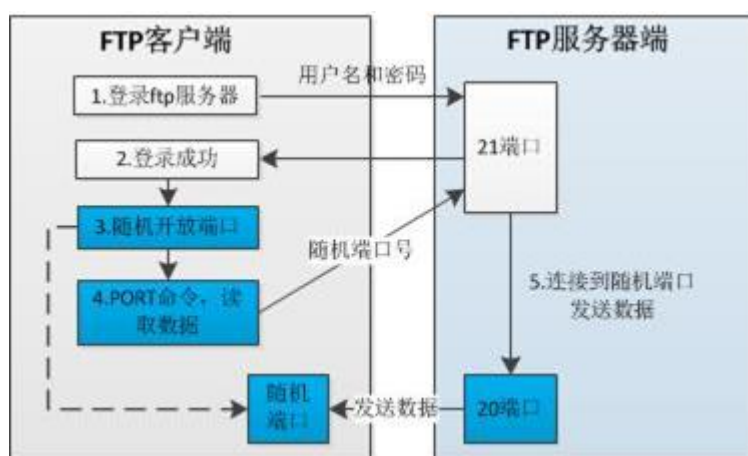 FTP客户端
FTP服务器端
用户名和密码
1.登录ftp服务器
21端口
2.登录成功
3.随机开放端口
随机端口号
4.PORT命令，读
取数据
5.连接到随机端口
发送数据
随机
端口
发送数据
20端口